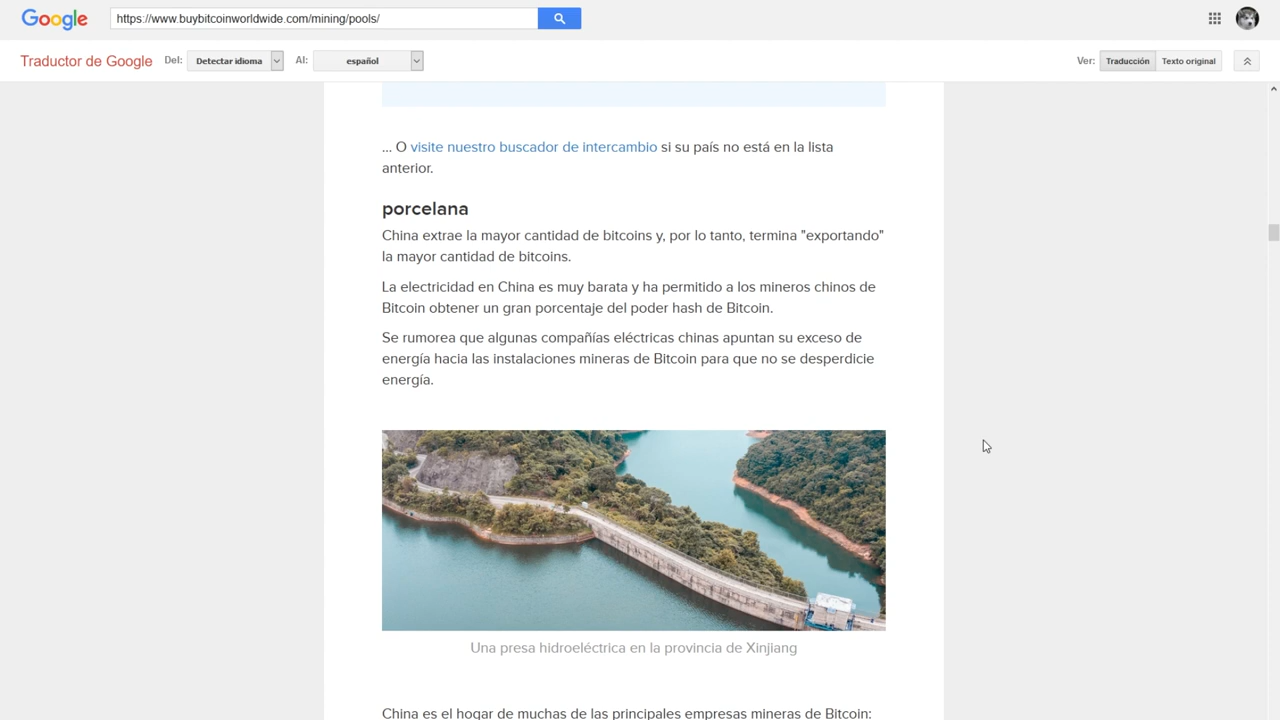 Google
https://www.buybitcoinworldwide.com/mining/pools/
Traductor de Google
Del:
Detectar idioma
Al:
español
Ver:
Traducción
Texto original
... O visite nuestro buscador de intercambio si su país no está en la lista
anterior.
porcelana
China extrae la mayor cantidad de bitcoins y, por lo tanto, termina "exportando"
la mayor cantidad de bitcoins.
La electricidad en China es muy barata y ha permitido a los mineros chinos de
Bitcoin obtener un gran porcentaje del poder hash de Bitcoin.
Se rumorea que algunas compañías eléctricas chinas apuntan su exceso de
energía hacia las instalaciones mineras de Bitcoin para que no se desperdicie
energía.
Una presa hidroeléctrica en la provincia de Xinjiang
China es el hogar de muchas de las principales empresas mineras de Bitcoin: